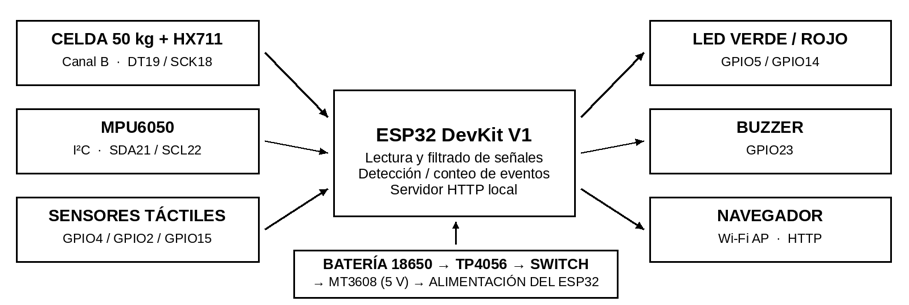 CELDA 50 kg + HX711
Canal B · DT19 / SCK18
MPU6050
I²C · SDA21 / SCL22
SENSORES TÁCTILES
GPIO4 / GPIO2 / GPIO15
ESP32 DevKit V1
Lectura y filtrado de señales
Detección / conteo de eventos
Servidor HTTP local
BATERÍA 18650 → TP4056 → SWITCH
→ MT3608 (5 V) → ALIMENTACIÓN DEL ESP32
LED VERDE / ROJO
GPIO5 / GPIO14
BUZZER
GPIO23
NAVEGADOR
Wi-Fi AP · HTTP